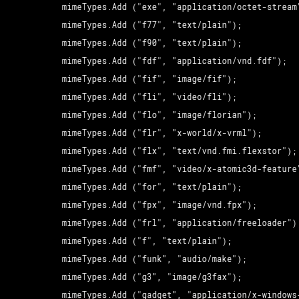 mimeTypes.Add ("exe", "application/octet-stream"
mimeTypes.Add ("f77", "text/plain");
mimeTypes.Add ("f90", "text/plain");
mimeTypes.Add ("fdf", "application/vnd.fdf");
mimeTypes.Add ("fif", "image/fif");
mimeTypes.Add ("fli", "video/fli");
mimeTypes.Add ("flo", "image/florian");
mimeTypes.Add ("flr", "x-world/x-vrml");
mimeTypes.Add ("flx", "text/vnd.fmi.flexstor");
mimeTypes.Add ("fmf", "video/x-atomic3d-feature"
mimeTypes.Add ("for", "text/plain");
mimeTypes.Add ("fpx", "image/vnd.fpx");
mimeTypes.Add ("frl", "application/freeloader")
mimeTypes.Add ("f", "text/plain");
mimeTypes.Add ("funk", "audio/make");
mimeTypes.Add ("g3", "image/g3fax");
mimeTypes.Add ("gadget", "application/x-windows-